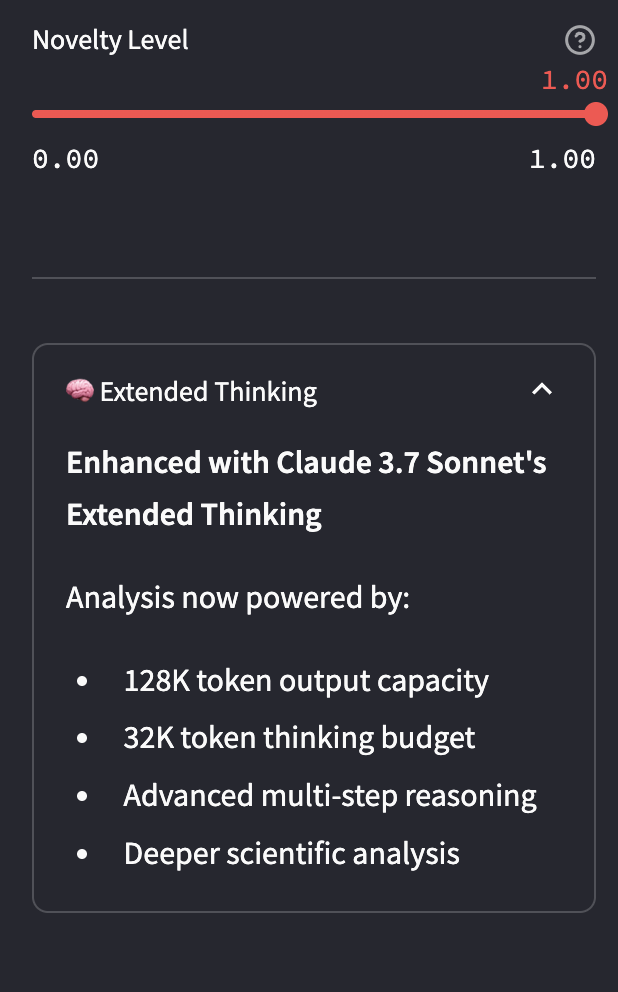 Novelty Level
1.00
0.00 1.00
Extended Thinking
Enhanced with Claude 3.7 Sonnet's
Extended Thinking
Analysis now powered by:
• 128K token output capacity
• 32K token thinking budget
• Advanced multi-step reasoning
• Deeper scientific analysis